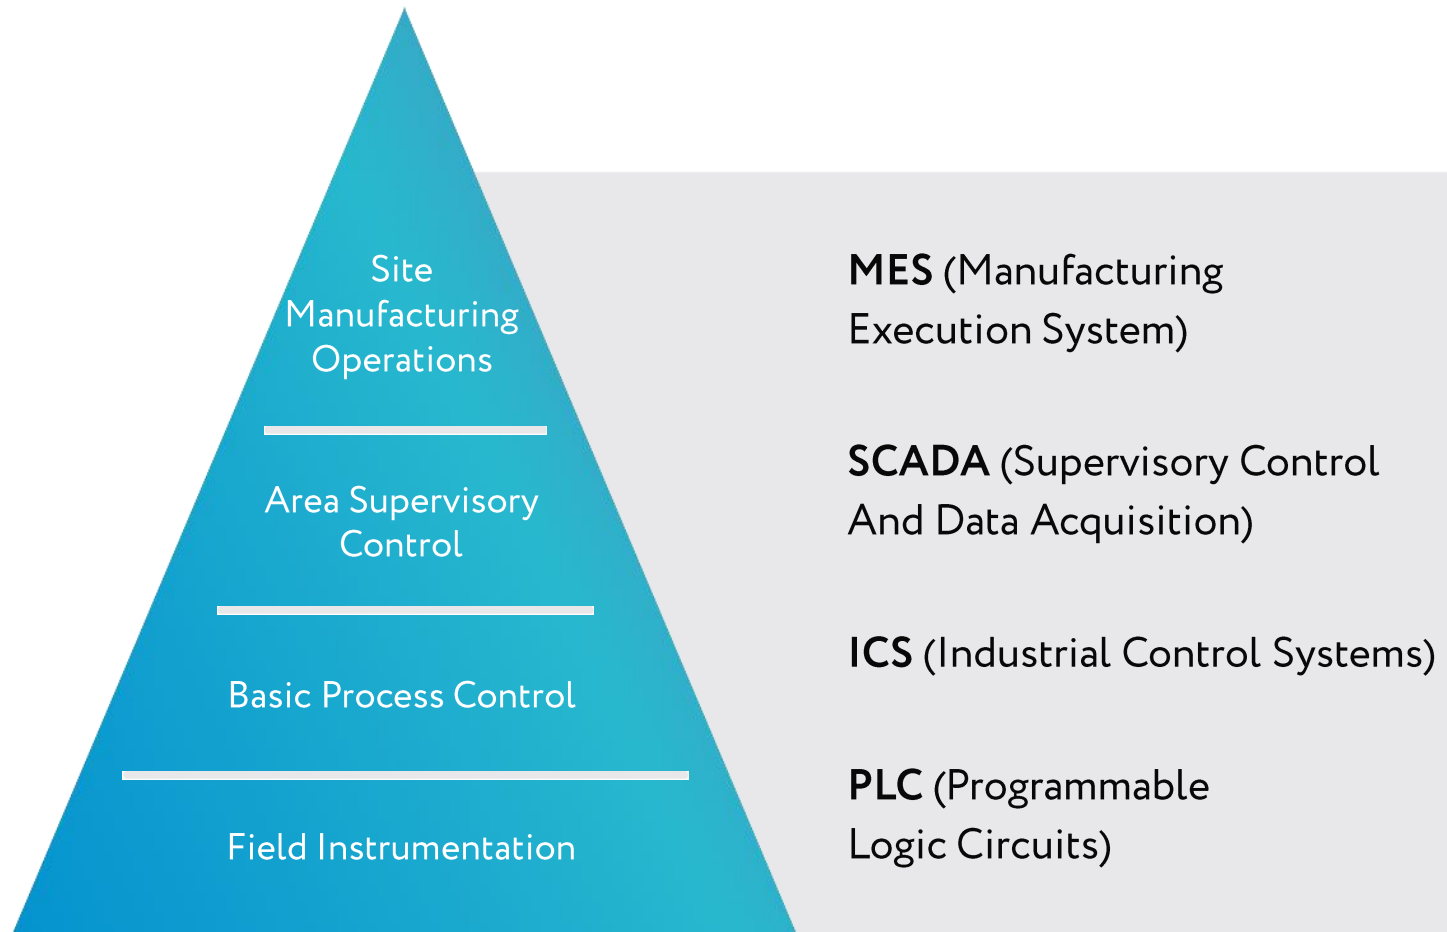 Site
Manufacturing
Operations
MES (Manufacturing
Execution System)
Area Supervisory
Control
SCADA (Supervisory Control
And Data Acquisition)
Basic Process Control
ICS (Industrial Control Systems)
Field Instrumentation
PLC (Programmable
Logic Circuits)